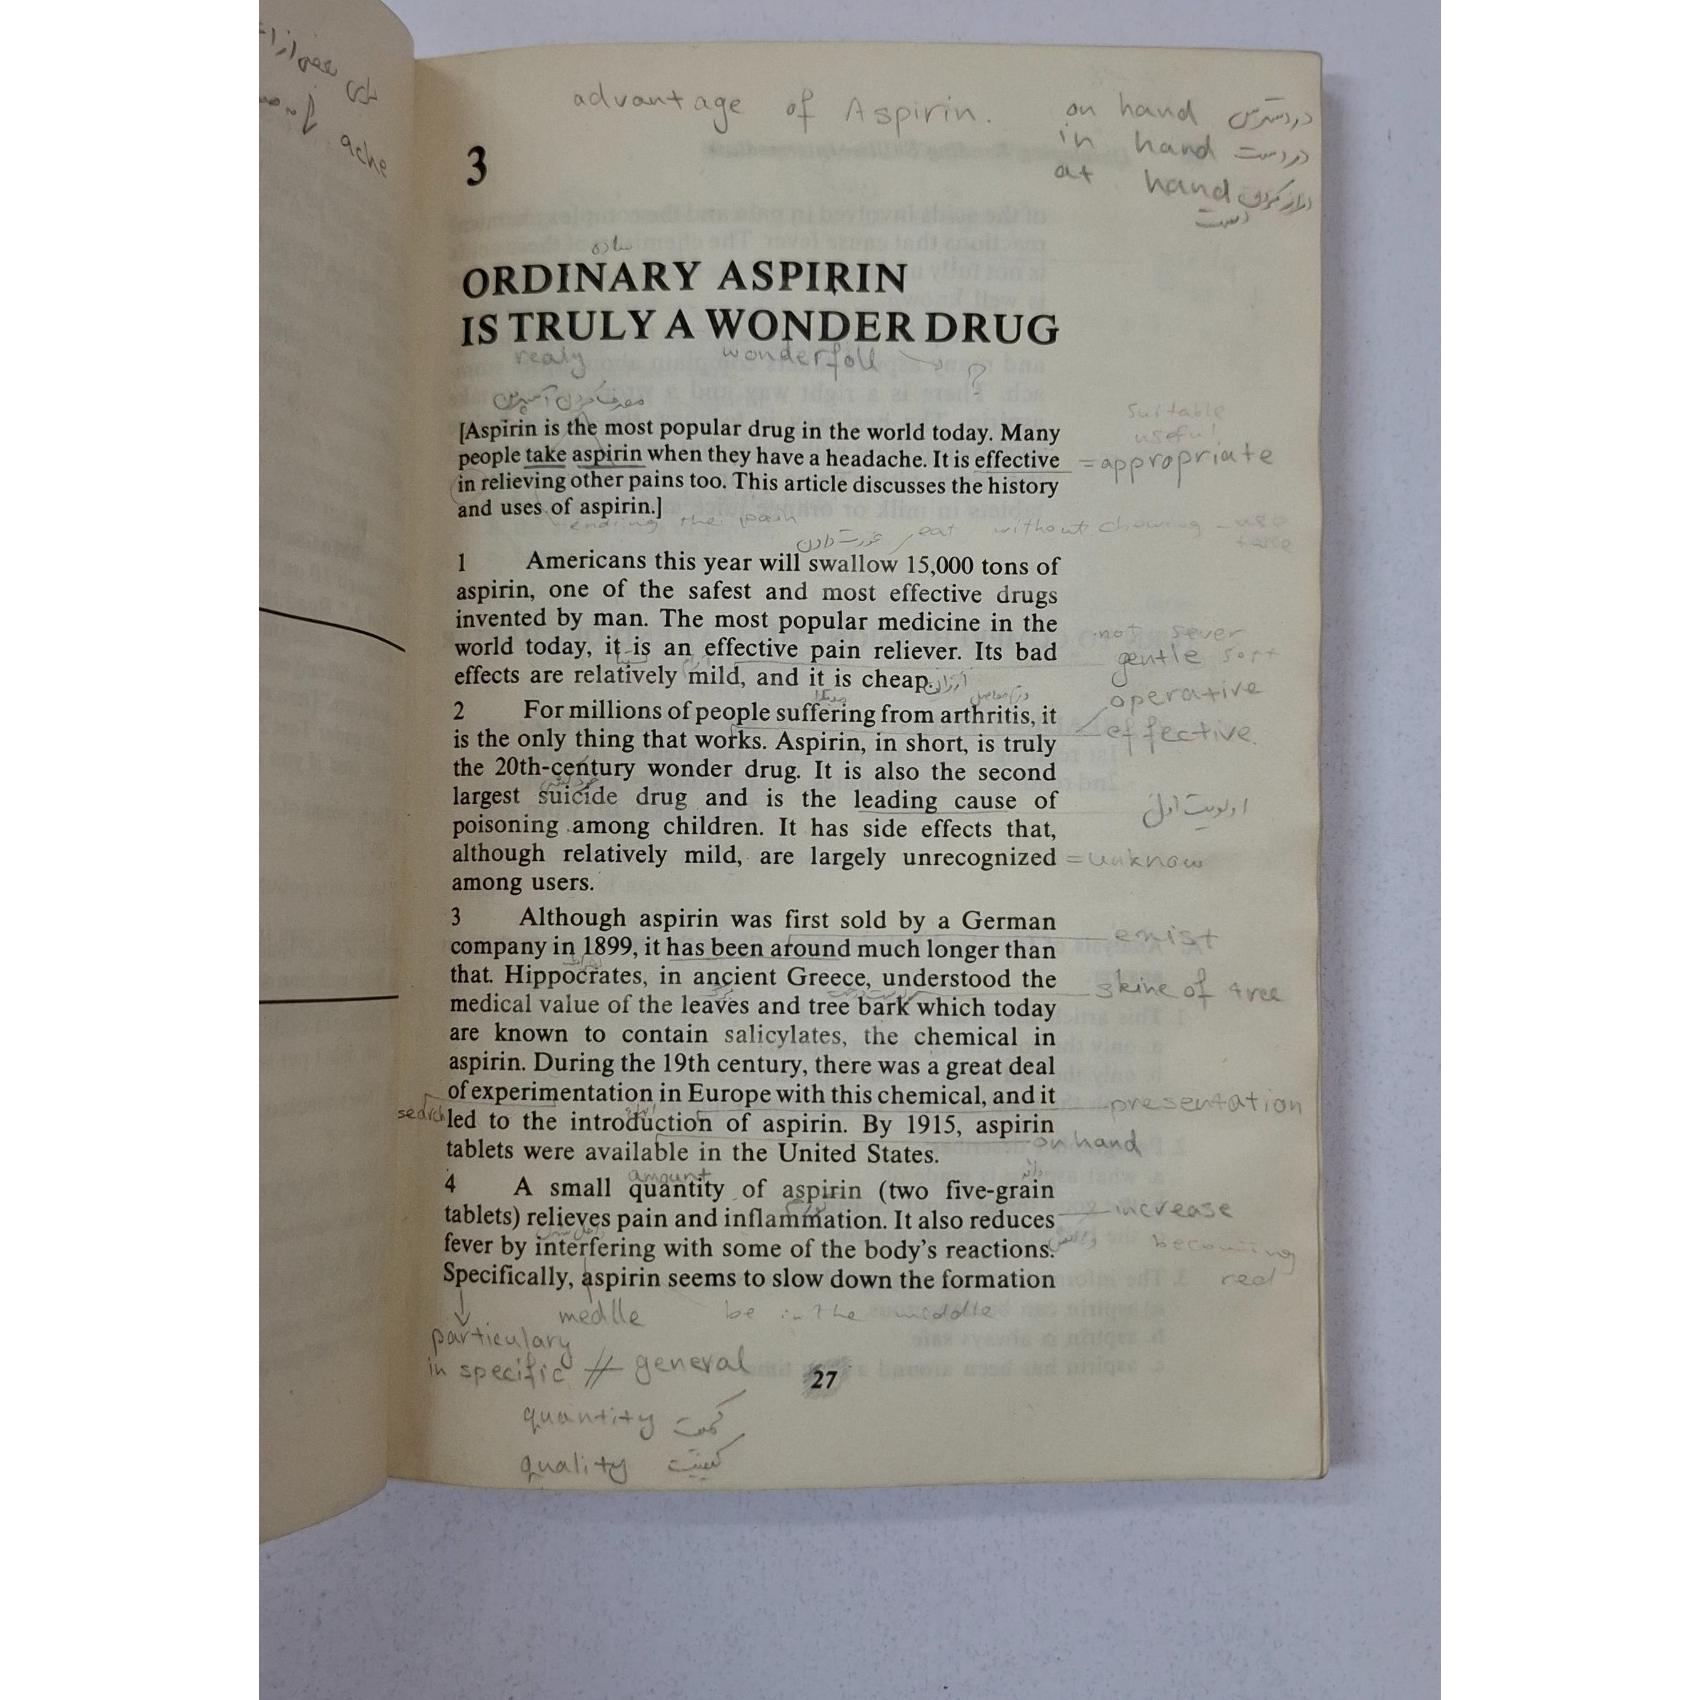 advantage of Aspirin.
on hand در دسترس
in hand در دست
at hand
دست
ache
3
ساده
ORDINARY ASPIRIN
IS TRULY A WONDER DRUG
realy wonderfoll ?
معرفی کردن آسپرین
[Aspirin is the most popular drug in the world today. Many
people take aspirin when they have a headache. It is effective
in relieving other pains too. This article discusses the history
and uses of aspirin.]
suitable
useful
=appropriate
ending the pain
قورت دادن eat without chowing
1 Americans this year will swallow 15,000 tons of
aspirin, one of the safest and most effective drugs
invented by man. The most popular medicine in the
world today, it is an effective pain reliever. Its bad
effects are relatively mild, and it is cheap.
ارزان
not sever
gentle soft
operative
effective.
2 For millions of people suffering from arthritis, it
is the only thing that works. Aspirin, in short, is truly
the 20th-century wonder drug. It is also the second
largest suicide drug and is the leading cause of
poisoning among children. It has side effects that,
although relatively mild, are largely unrecognized
among users.
اولویت اول
=unknow
3 Although aspirin was first sold by a German
company in 1899, it has been around much longer than
that. Hippocrates, in ancient Greece, understood the
medical value of the leaves and tree bark which today
are known to contain salicylates, the chemical in
aspirin. During the 19th century, there was a great deal
of experimentation in Europe with this chemical, and it
led to the introduction of aspirin. By 1915, aspirin
tablets were available in the United States.
exist
skine of tree
search
presentation
on hand
amount
4 A small quantity of aspirin (two five-grain
tablets) relieves pain and inflammation. It also reduces
fever by interfering with some of the body's reactions.
Specifically, aspirin seems to slow down the formation
increase
becoming
red
medlle be in the middle
particulary
in specific # general
27
quantity کمیت
quality کیفیت